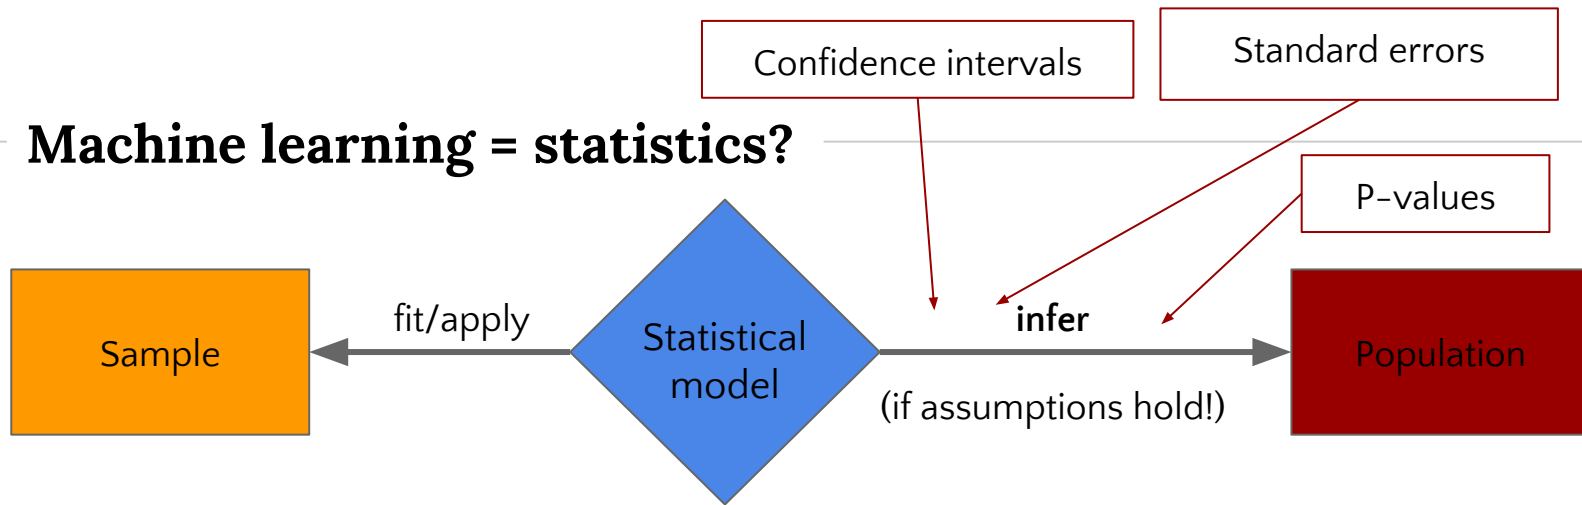 Confidence intervals
Standard errors
Machine learning = statistics?
P-values
Sample
fit/apply
Statistical
model
infer
(if assumptions hold!)
Population